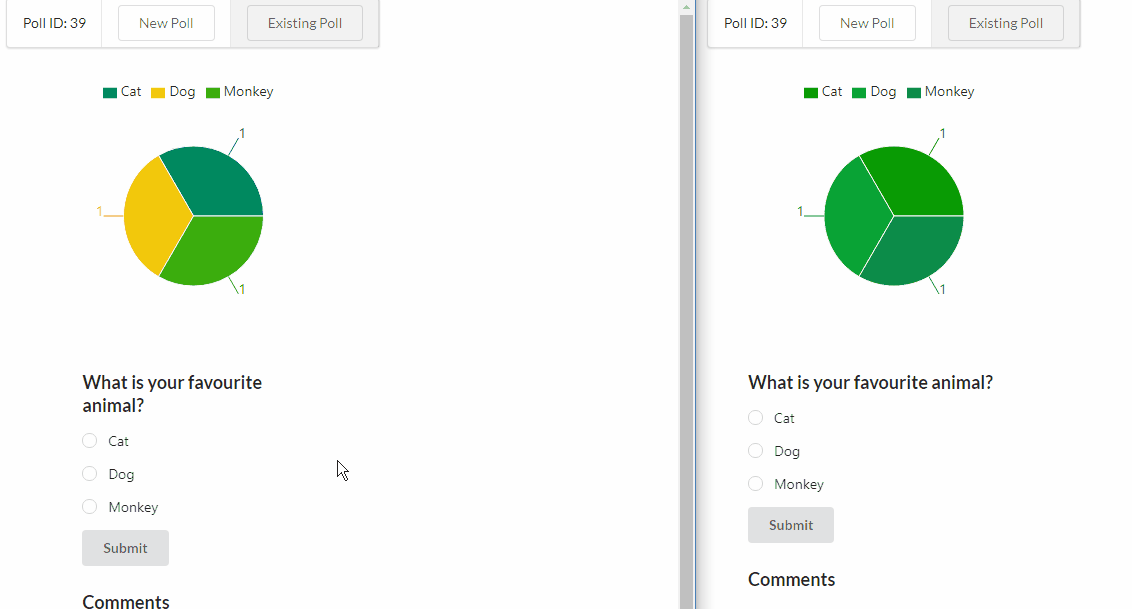 Poll ID: 39 New Poll Existing Poll
Cat Dog Monkey
1
1
1
What is your favourite
animal?
Cat
Dog
Monkey
Submit
Comments
Poll ID: 39 New Poll Existing Poll
Cat Dog Monkey
1
1
1
What is your favourite animal?
Cat
Dog
Monkey
Submit
Comments